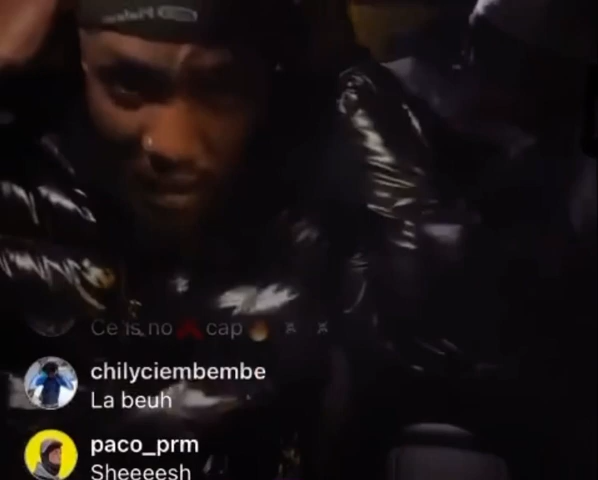 Ce is no cap
chilyciembembe
La beuh
paco_prm
Sheeeesh